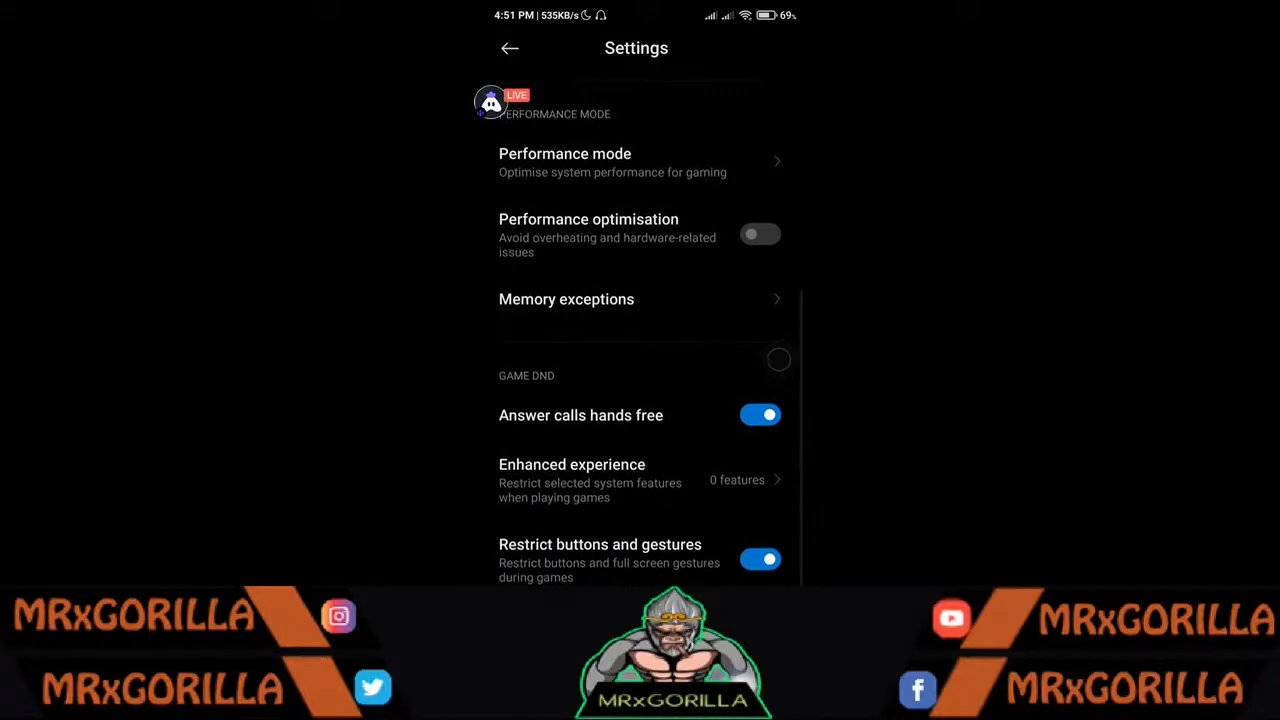 4:51 PM | 535KB/s
69%
Settings
LIVE
PERFORMANCE MODE
Performance mode
Optimise system performance for gaming
Performance optimisation
Avoid overheating and hardware-related
issues
Memory exceptions
GAME DND
Answer calls hands free
Enhanced experience
Restrict selected system features
when playing games
0 features
Restrict buttons and gestures
Restrict buttons and full screen gestures
during games
MRxGORILLA
MRxGORILLA
MRxGORILLA
MRxGORILLA
MRxGORILLA